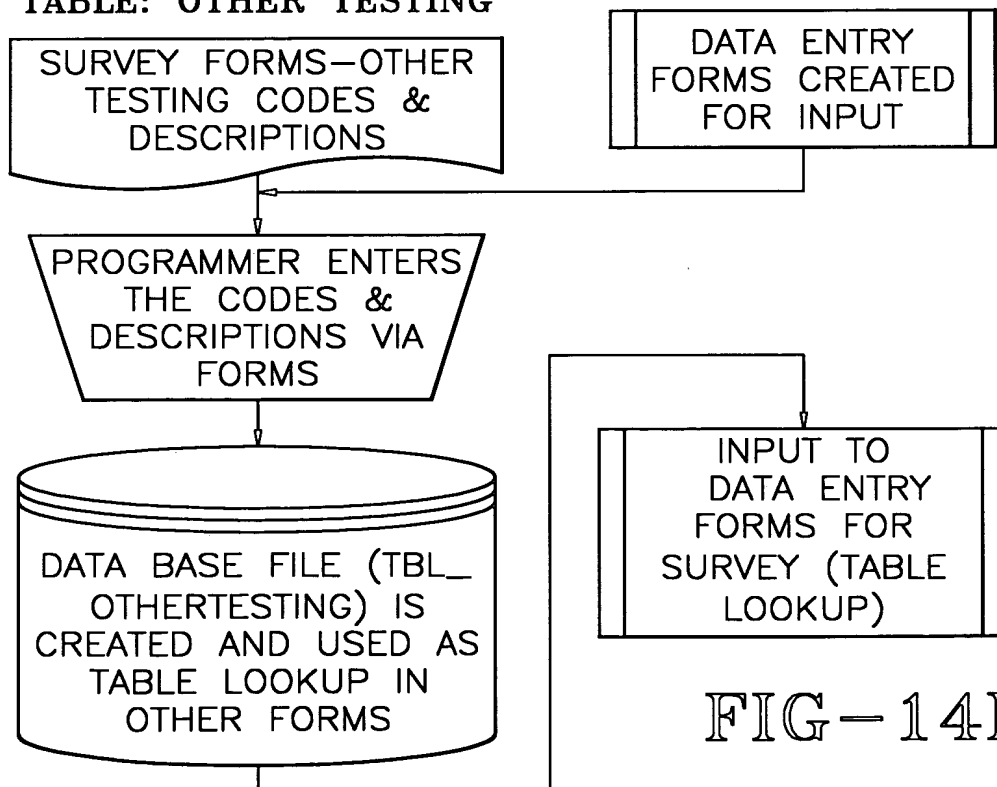 TABLE: OTHER TESTING
SURVEY FORMS—OTHER
TESTING CODES &
DESCRIPTIONS
DATA ENTRY
FORMS CREATED
FOR INPUT
PROGRAMMER ENTERS
THE CODES &
DESCRIPTIONS VIA
FORMS
DATA BASE FILE (TBL_
OTHERTESTING) IS
CREATED AND USED AS
TABLE LOOKUP IN
OTHER FORMS
INPUT TO
DATA ENTRY
FORMS FOR
SURVEY (TABLE
LOOKUP)
FIG-14